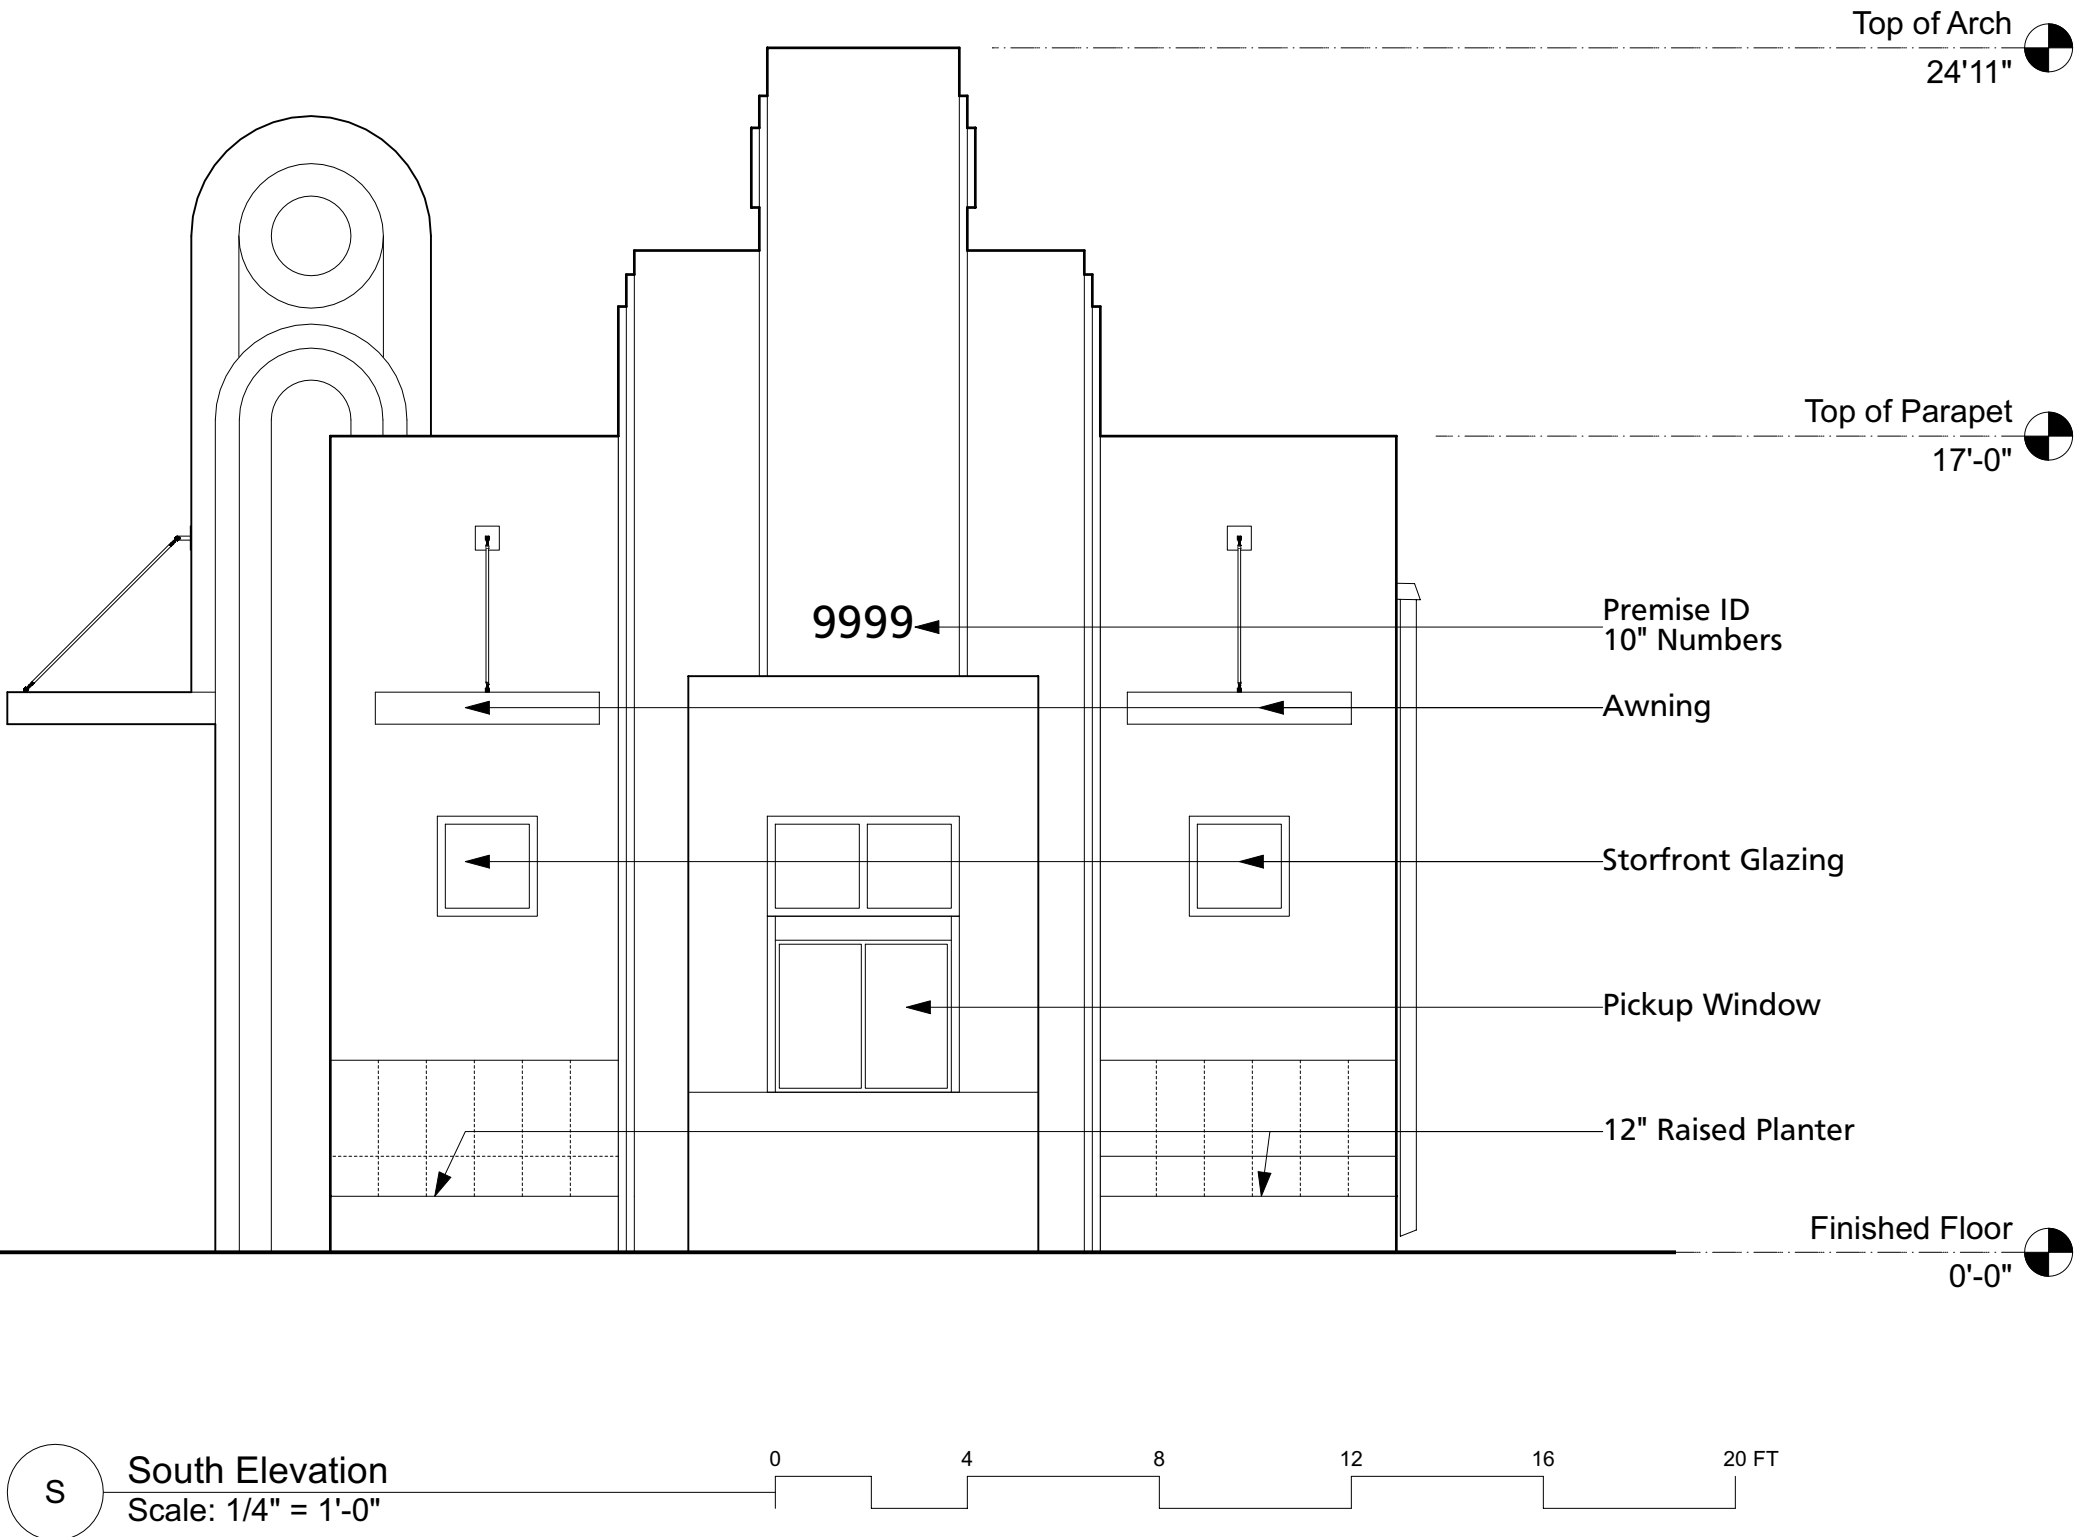 Top of Arch
24'11"
Top of Parapet
17'-0"
9999
Premise ID
10" Numbers
Awning
Storfront Glazing
Pickup Window
12" Raised Planter
Finished Floor
0'-0"
S
South Elevation
Scale: 1/4" = 1'-0"
0 4 8 12 16 20 FT